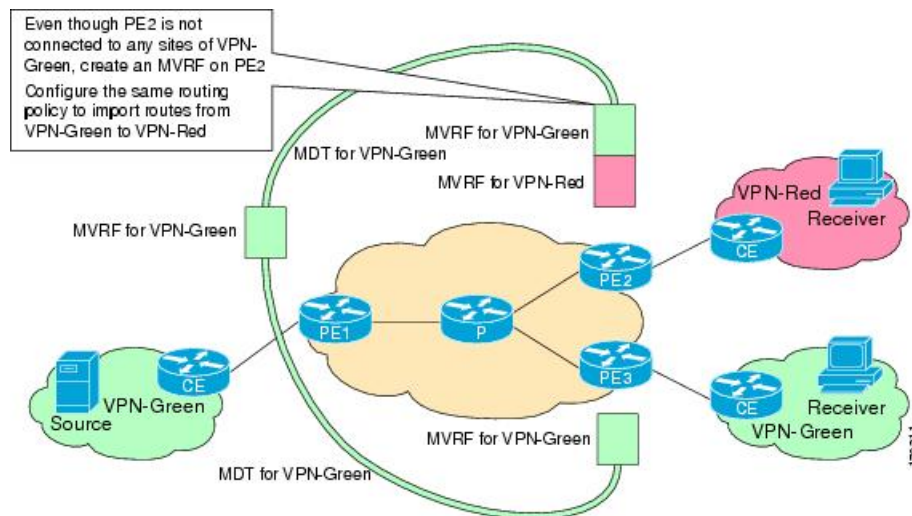 Even though PE2 is not
connected to any sites of VPN-
Green, create an MVRF on PE2
Configure the same routing
policy to import routes from
VPN-Green to VPN-Red
MVRF for VPN-Green
MDT for VPN-Green
MVRF for VPN-Red
VPN-Red
Receiver
CE
MVRF for VPN-Green
PE2
PE1
P
PE3
CE
VPN-Green
Source
CE
Receiver
VPN-Green
MVRF for VPN-Green
MDT for VPN-Green